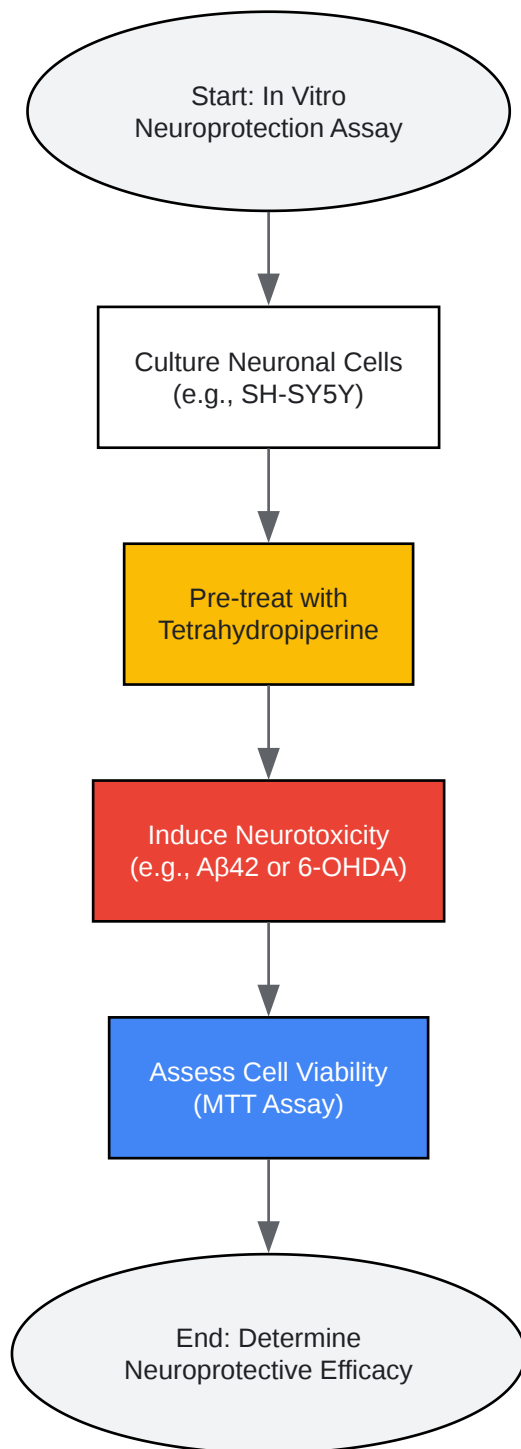 Start: In Vitro
Neuroprotection Assay
Culture Neuronal Cells
(e.g., SH-SY5Y)
Pre-treat with
Tetrahydropiperine
Induce Neurotoxicity
(e.g., Aβ42 or 6-OHDA)
Assess Cell Viability
(MTT Assay)
End: Determine
Neuroprotective Efficacy